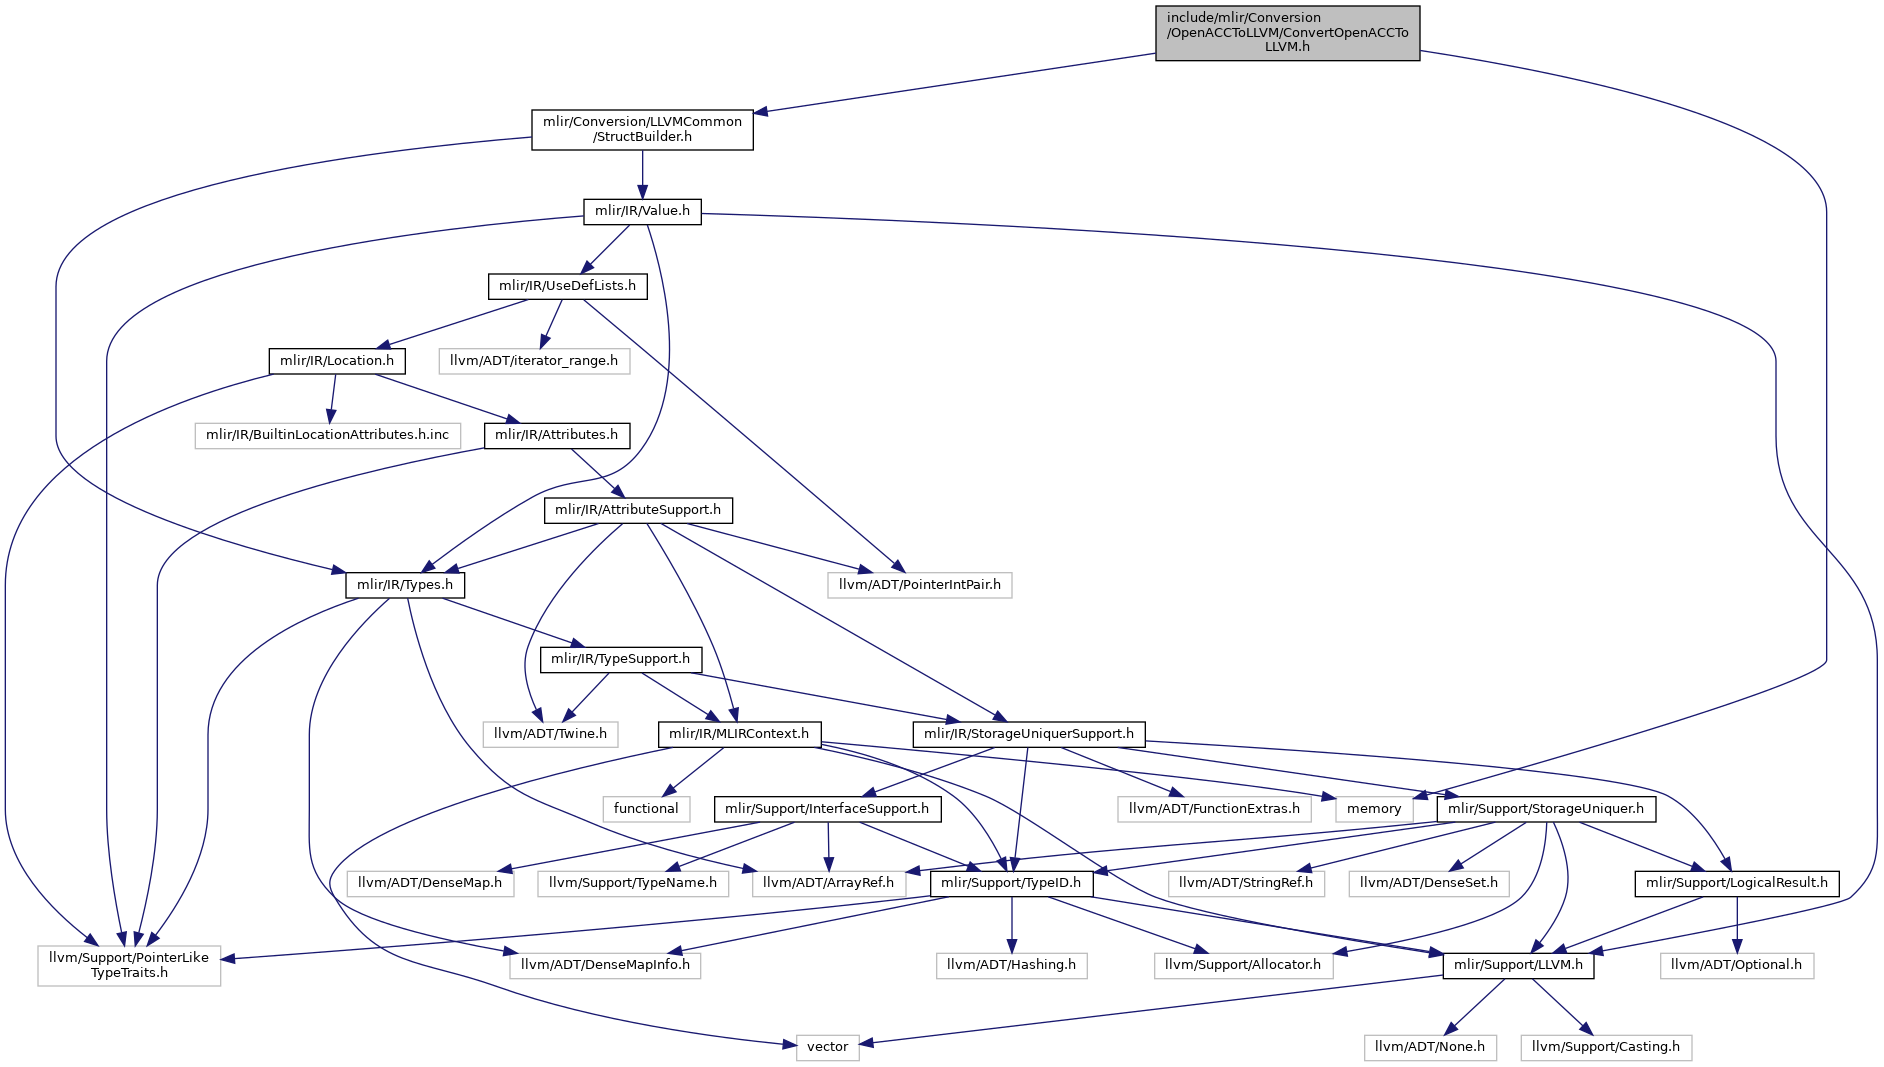 include/mlir/Conversion
/OpenACCToLLVM/ConvertOpenACCTo
LLVM.h
mlir/Conversion/LLVMCommon
/StructBuilder.h
mlir/IR/Value.h
mlir/IR/UseDefLists.h
mlir/IR/Location.h
llvm/ADT/iterator_range.h
mlir/IR/BuiltinLocationAttributes.h.inc
mlir/IR/Attributes.h
mlir/IR/AttributeSupport.h
mlir/IR/Types.h
llvm/ADT/PointerIntPair.h
mlir/IR/TypeSupport.h
llvm/ADT/Twine.h
mlir/IR/MLIRContext.h
mlir/IR/StorageUniquerSupport.h
functional
mlir/Support/InterfaceSupport.h
llvm/ADT/FunctionExtras.h
memory
mlir/Support/StorageUniquer.h
llvm/ADT/DenseMap.h
llvm/Support/TypeName.h
llvm/ADT/ArrayRef.h
mlir/Support/TypeID.h
llvm/ADT/StringRef.h
llvm/ADT/DenseSet.h
mlir/Support/LogicalResult.h
llvm/Support/PointerLike
TypeTraits.h
llvm/ADT/DenseMapInfo.h
llvm/ADT/Hashing.h
llvm/Support/Allocator.h
mlir/Support/LLVM.h
llvm/ADT/Optional.h
vector
llvm/ADT/None.h
llvm/Support/Casting.h